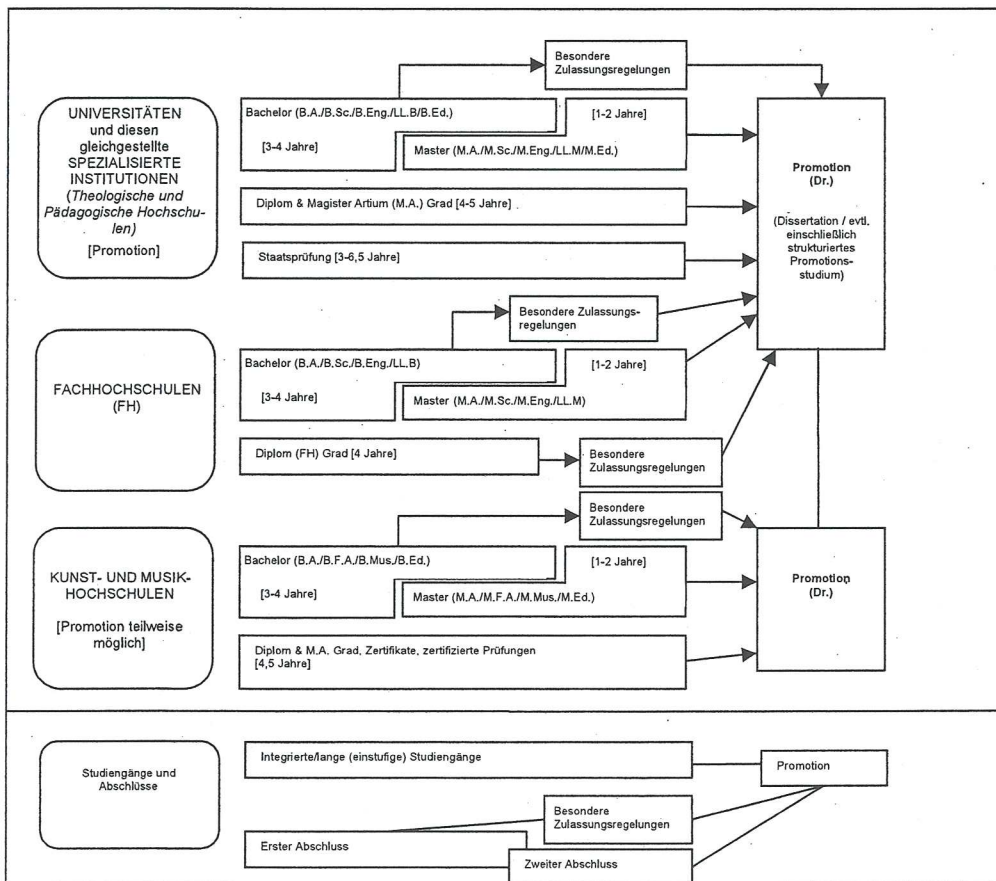 Besondere
Zulassungsregelungen
UNIVERSITÄTEN
und diesen
gleichgestellte
SPEZIALISIERTE
INSTITUTIONEN
(Theologische und
Pädagogische Hochschu-
len)
[Promotion]
Bachelor (B.A./B.Sc./B.Eng./LL.B/B.Ed.)
[3-4 Jahre]
[1-2 Jahre]
Master (M.A./M.Sc./M.Eng./LL.M/M.Ed.)
Diplom & Magister Artium (M.A.) Grad [4-5 Jahre]
Staatsprüfung [3-6,5 Jahre]
Promotion
(Dr.)
(Dissertation / evtl.
einschließlich
strukturiertes
Promotions-
studium)
Besondere Zulassungs-
regelungen
FACHHOCHSCHULEN
(FH)
Bachelor (B.A./B.Sc./B.Eng./LL.B)
[3-4 Jahre]
[1-2 Jahre]
Master (M.A./M.Sc./M.Eng./LL.M)
Diplom (FH) Grad [4 Jahre]
Besondere
Zulassungsregelungen
Besondere
Zulassungsregelungen
KUNST- UND MUSIK-
HOCHSCHULEN
[Promotion teilweise
möglich]
Bachelor (B.A./B.F.A./B.Mus./B.Ed.)
[3-4 Jahre]
[1-2 Jahre]
Master (M.A./M.F.A./M.Mus./M.Ed.)
Diplom & M.A. Grad, Zertifikate, zertifizierte Prüfungen
[4,5 Jahre]
Promotion
(Dr.)
Studiengänge und
Abschlüsse
Integrierte/lange (einstufige) Studiengänge
Promotion
Besondere
Zulassungsregelungen
Erster Abschluss
Zweiter Abschluss